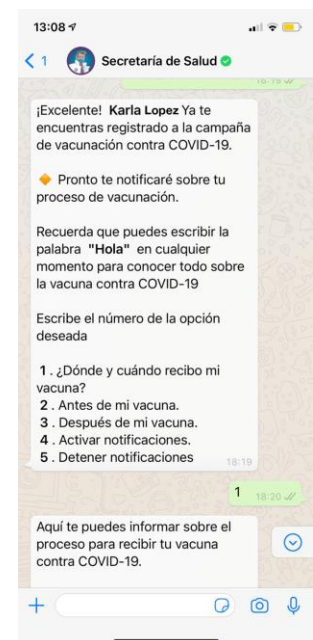 13:08
1 Secretaría de Salud
¡Excelente! Karla Lopez Ya te
encuentras registrado a la campaña
de vacunación contra COVID-19.
Pronto te notificaré sobre tu
proceso de vacunación.
Recuerda que puedes escribir la
palabra "Hola" en cualquier
momento para conocer todo sobre
la vacuna contra COVID-19
Escribe el número de la opción
deseada
1 . ¿Dónde y cuándo recibo mi
vacuna?
2 . Antes de mi vacuna.
3 . Después de mi vacuna.
4 . Activar notificaciones.
5 . Detener notificaciones
18:19
1 18:20
Aquí te puedes informar sobre el
proceso para recibir tu vacuna
contra COVID-19.